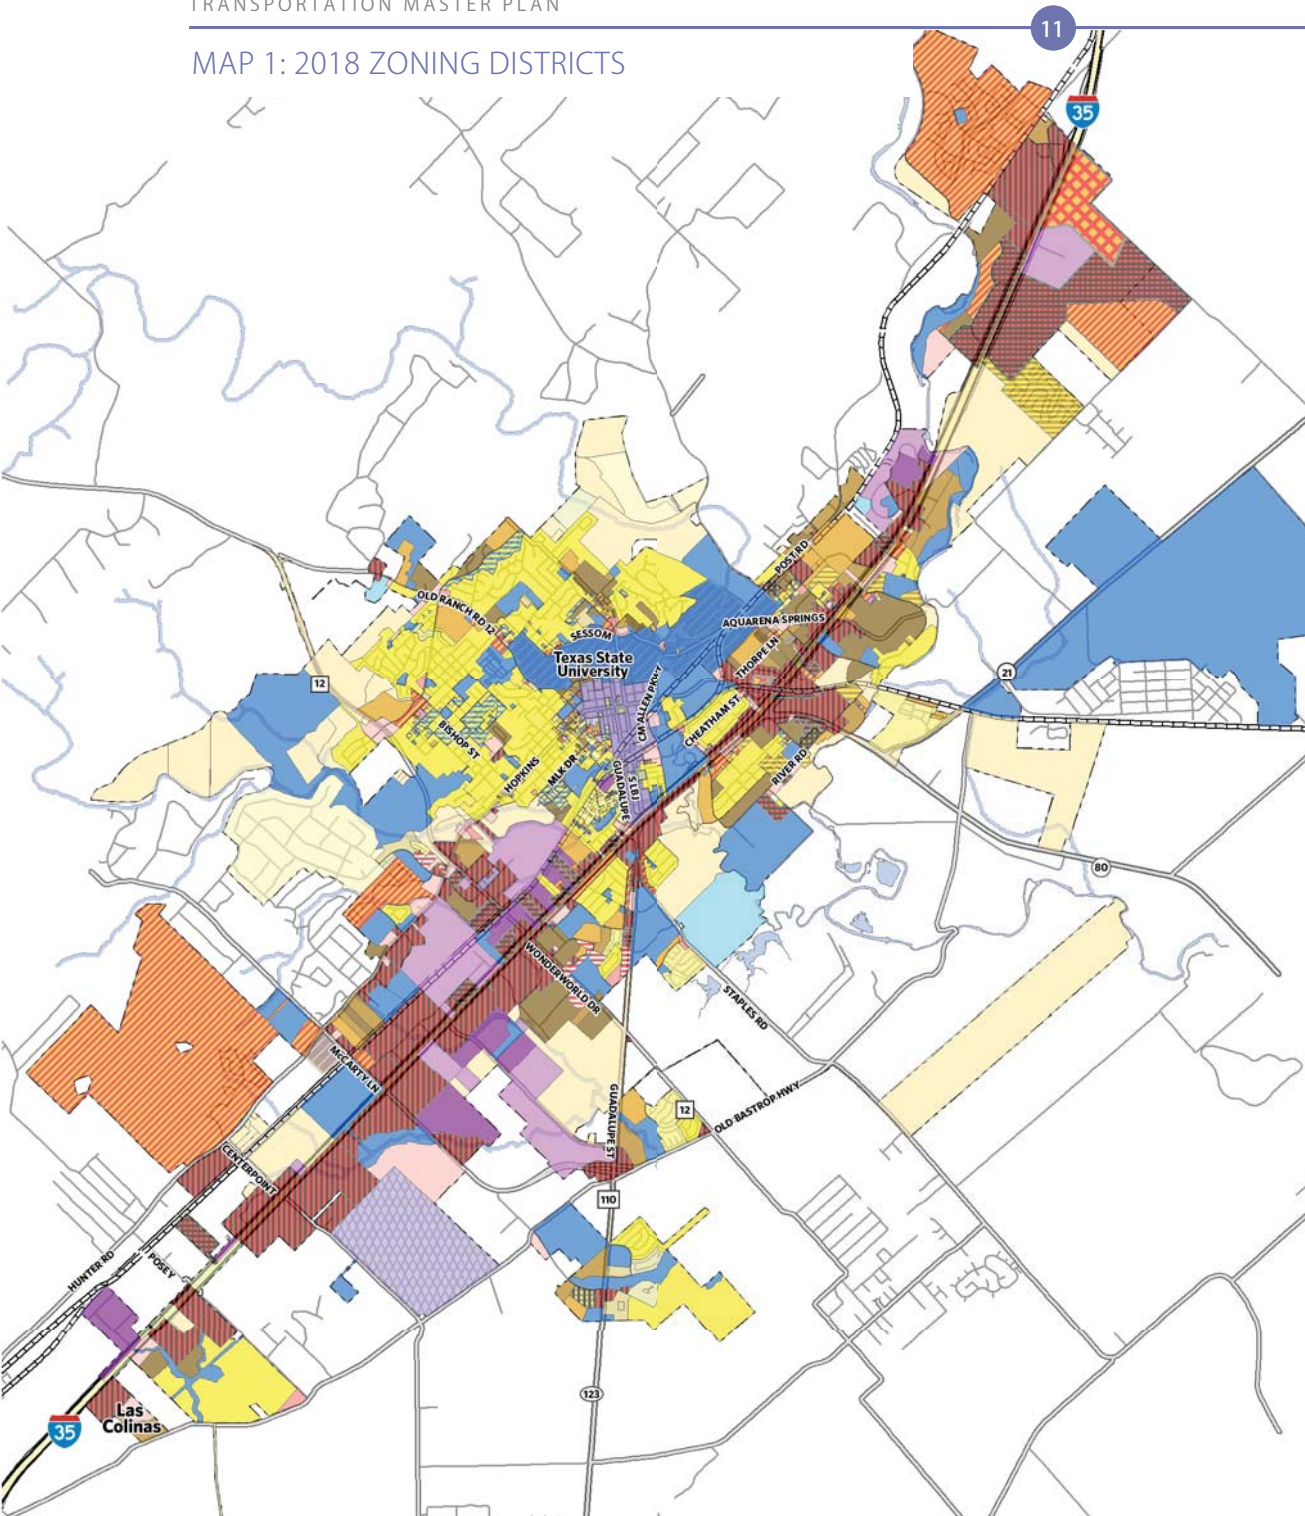 TRANSPORTATION MASTER PLAN
11
MAP 1: 2018 ZONING DISTRICTS
35
POST RD
OLD RANCH RD 12
SESSOM
AQUARENA SPRINGS
Texas State
University
THORPE LN
12
21
CM ALLEN PKWY
CHEATHAM ST
BISHOP ST
HOPKINS
MLK DR
RIVER RD
S LBJ
GUADALUPE
80
WONDERWORLD DR
STAPLES RD
McCARTY LN
GUADALUPE ST
12
OLD BASTROP HWY
CENTERPOINT
110
HUNTER RD
POSEY
123
Las
Colinas
35